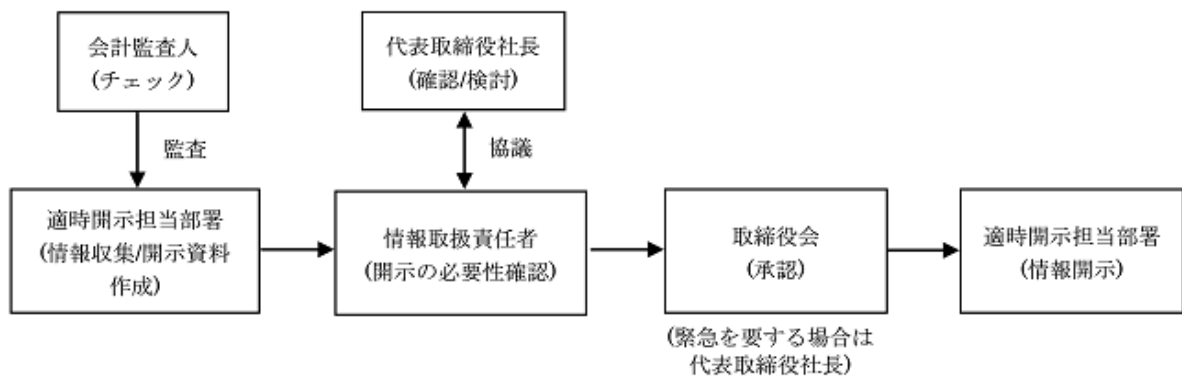 会計監査人
(チェック)
代表取締役社長
(確認/検討)
監査
協議
適時開示担当部署
(情報収集/開示資料
作成)
情報取扱責任者
(開示の必要性確認)
取締役会
(承認)
適時開示担当部署
(情報開示)
(緊急を要する場合は
代表取締役社長)